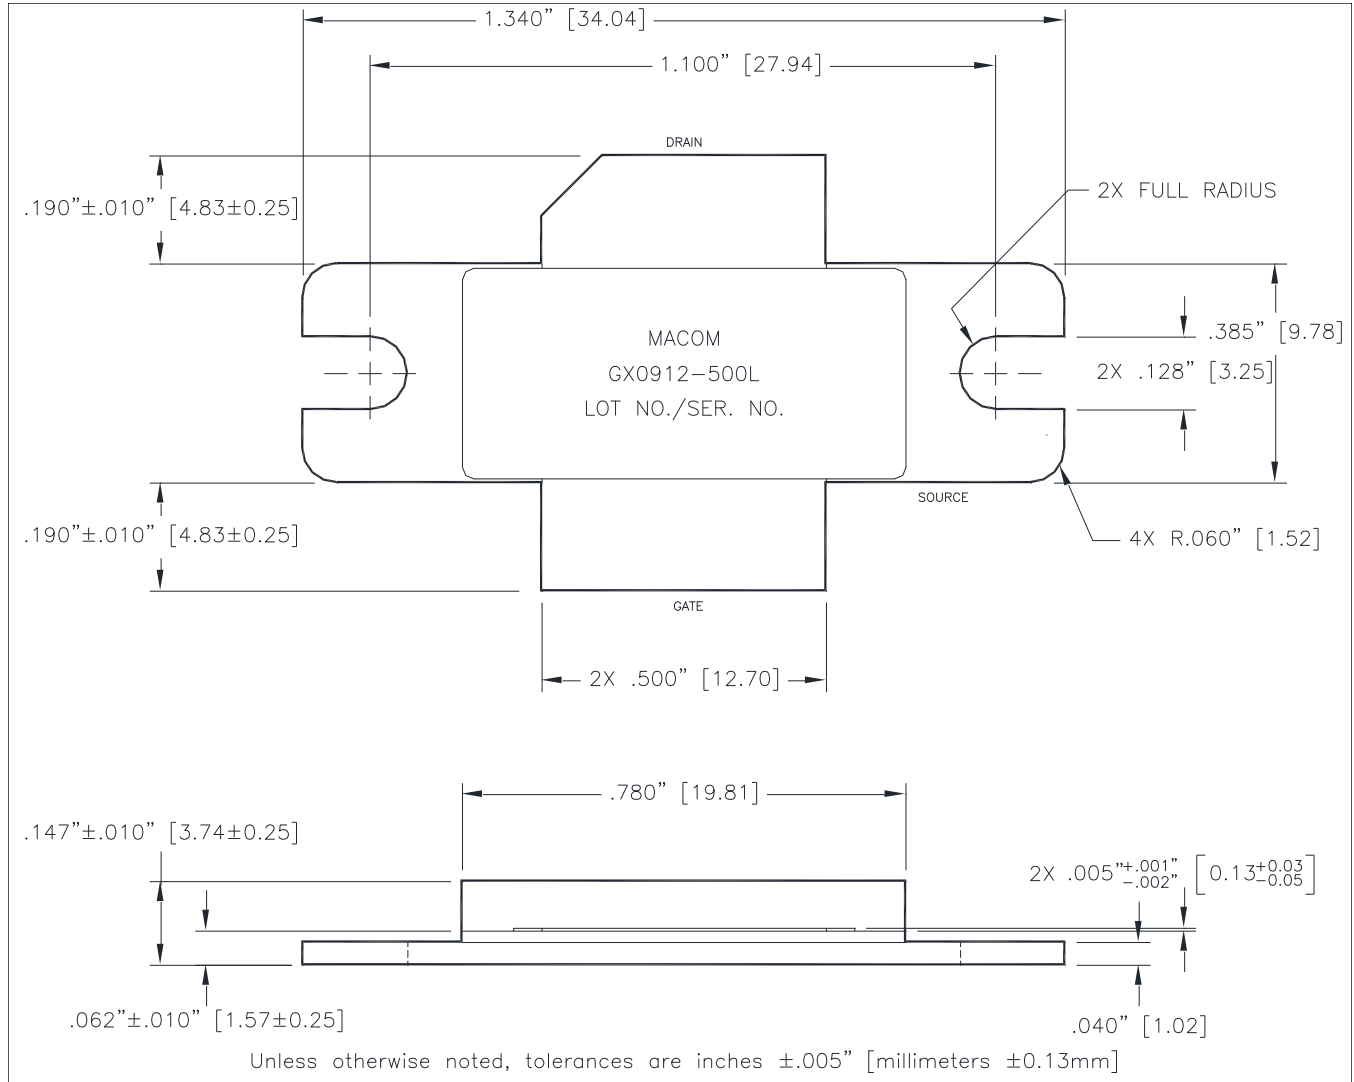 1.340” [34.04]
1.100” [27.94]
DRAIN
2X FULL RADIUS
.190”±.010” [4.83±0.25]
MACOM
GX0912-500L
LOT NO./SER. NO.
.385” [9.78]
2X .128” [3.25]
SOURCE
.190”±.010” [4.83±0.25]
4X R.060” [1.52]
GATE
2X .500” [12.70]
.780” [19.81]
.147”±.010” [3.74±0.25]
2X .005”+.001” -.002” [0.13+0.03 -0.05]
.062”±.010” [1.57±0.25]
.040” [1.02]
Unless otherwise noted, tolerances are inches ±.005” [millimeters ±0.13mm]